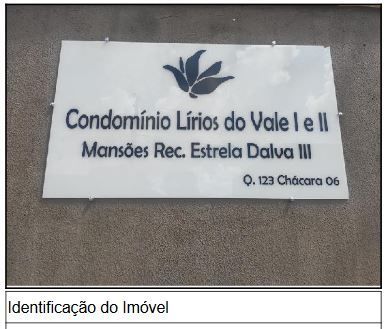 Condomínio Lírios do Vale I e II
Mansões Rec. Estrela Dalva III
Q. 123 Chácara 06
Identificação do Imóvel